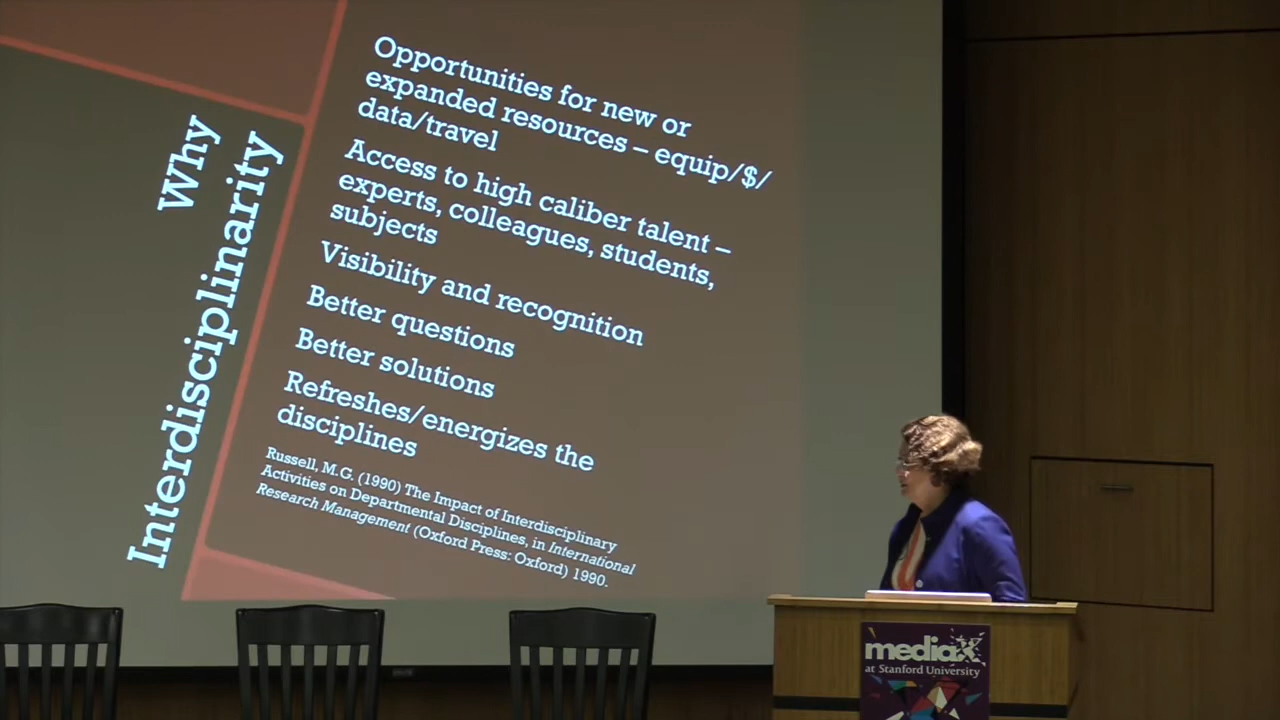 Why
Interdisciplinarity
Opportunities for new or
expanded resources – equip/$/
data/travel
Access to high caliber talent –
experts, colleagues, students,
subjects
Visibility and recognition
Better questions
Better solutions
Refreshes/energizes the
disciplines
Russell, M.G. (1990) The Impact of Interdisciplinary
Activities on Departmental Disciplines, in International
Research Management (Oxford Press: Oxford) 1990.
mediaX
at Stanford University